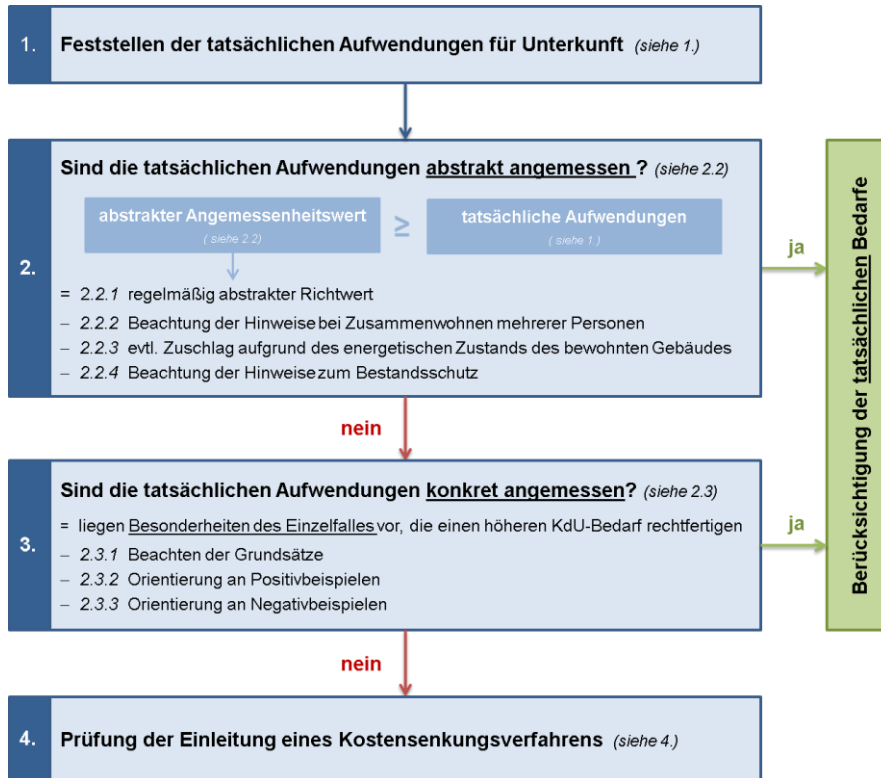 1. Feststellen der tatsächlichen Aufwendungen für Unterkunft (siehe 1.)
2. Sind die tatsächlichen Aufwendungen abstrakt angemessen ? (siehe 2.2)
abstrakter Angemessenheitswert
( siehe 2.2)
≥
tatsächliche Aufwendungen
( siehe 1.)
= 2.2.1 regelmäßig abstrakter Richtwert
– 2.2.2 Beachtung der Hinweise bei Zusammenwohnen mehrerer Personen
– 2.2.3 evtl. Zuschlag aufgrund des energetischen Zustands des bewohnten Gebäudes
– 2.2.4 Beachtung der Hinweise zum Bestandsschutz
ja
nein
3. Sind die tatsächlichen Aufwendungen konkret angemessen? (siehe 2.3)
= liegen Besonderheiten des Einzelfalles vor, die einen höheren KdU-Bedarf rechtfertigen
– 2.3.1 Beachten der Grundsätze
– 2.3.2 Orientierung an Positivbeispielen
– 2.3.3 Orientierung an Negativbeispielen
ja
nein
4. Prüfung der Einleitung eines Kostensenkungsverfahrens (siehe 4.)
Berücksichtigung der tatsächlichen Bedarfe